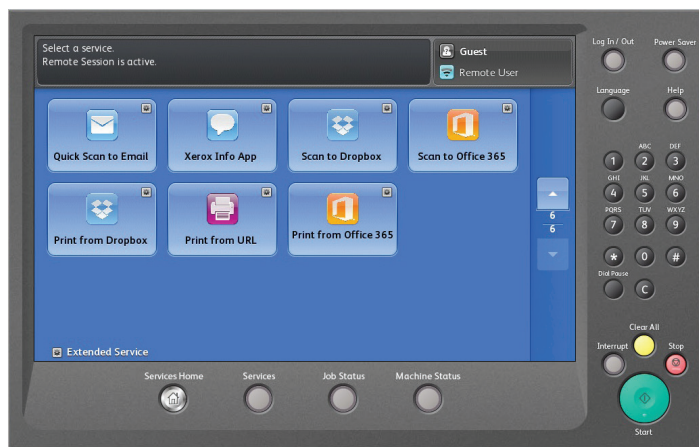 Select a service.
Remote Session is active.
Guest
Remote User
Log In / Out
Power Saver
Language
Help
Quick Scan to Email
Xerox Info App
Scan to Dropbox
Scan to Office 365
Print from Dropbox
Print from URL
Print from Office 365
6
6
Extended Service
ABC
DEF
1
2
3
GHI
JKL
MNO
4
5
6
PQRS
TUV
WXYZ
7
8
9
*
0
#
Dial Pause
C
Clear All
Interrupt
Stop
Start
Services Home
Services
Job Status
Machine Status